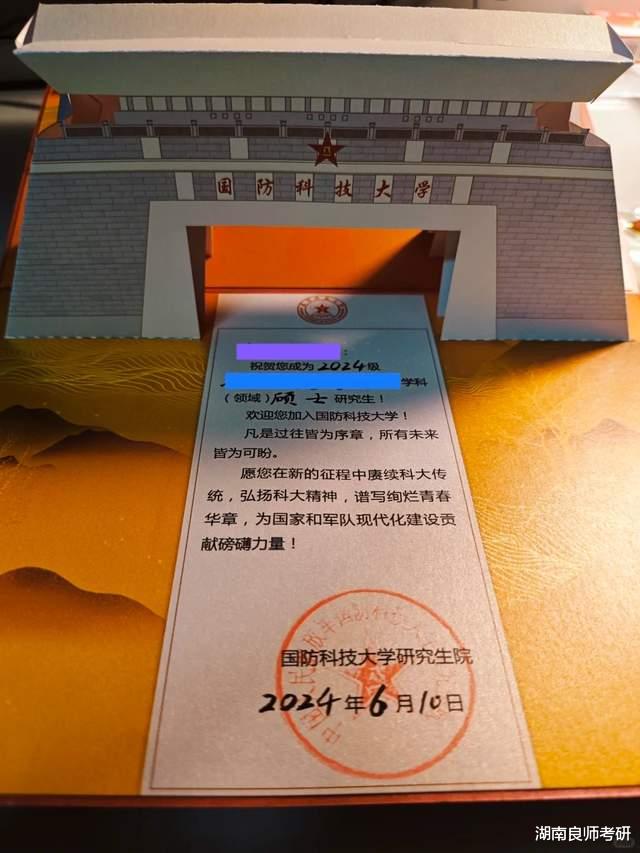 国防科技大学
祝贺您成为2024级
学科
（领域）硕士研究生！
欢迎您加入国防科技大学！
凡是过往皆为序章，所有未来
皆为可盼。
愿您在新的征程中赓续科大传
统，弘扬科大精神，谱写绚烂青春
华章，为国家和军队现代化建设贡
献磅礴力量！
国防科技大学研究生院
2024年6月10日
湖南良师考研